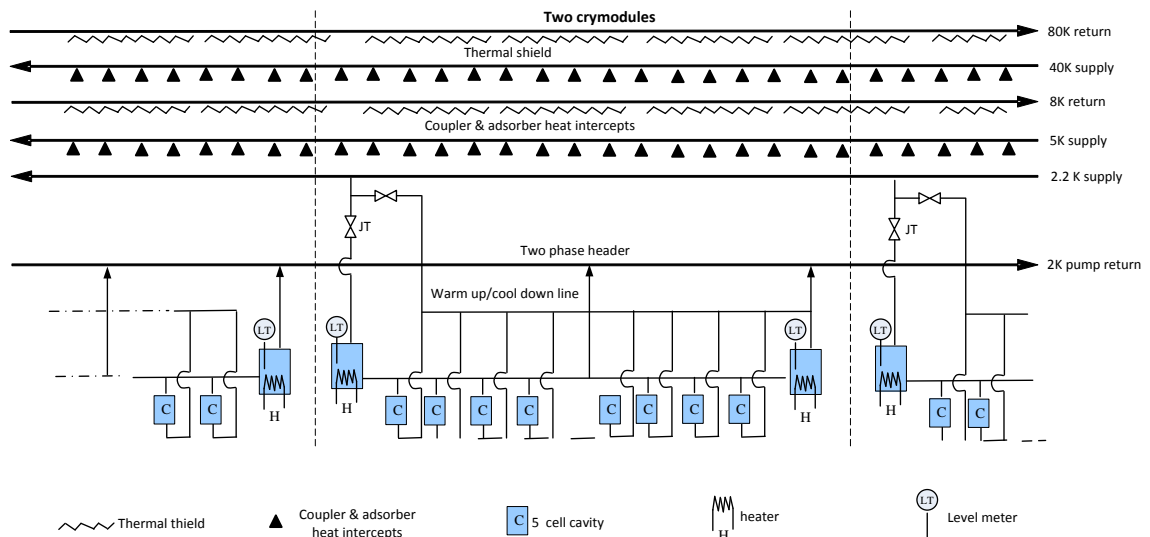 Two crymodules
80K return
Thermal shield
40K supply
8K return
Coupler & adsorber heat intercepts
5K supply
2.2 K supply
JT
JT
Two phase header
2K pump return
Warm up/cool down line
LT
LT
LT
LT
C
C
H
H
C
C
C
C
C
C
C
C
H
H
C
C
Thermal thield
Coupler & adsorber
heat intercepts
C
5 cell cavity
heater
H
LT
Level meter